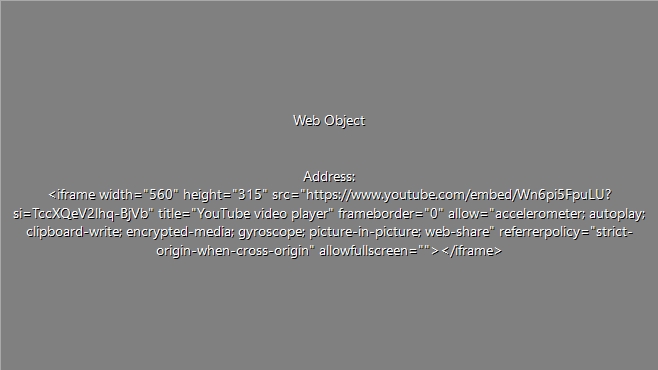 Web Object
Address:
<iframe width="560" height="315" src="https://www.youtube.com/embed/Wn6pi5FpuLU?
si=TccXQeV2lhq-BjVb" title="YouTube video player" frameborder="0" allow="accelerometer; autoplay;
clipboard-write; encrypted-media; gyroscope; picture-in-picture; web-share" referrerpolicy="strict-
origin-when-cross-origin" allowfullscreen=""></iframe>